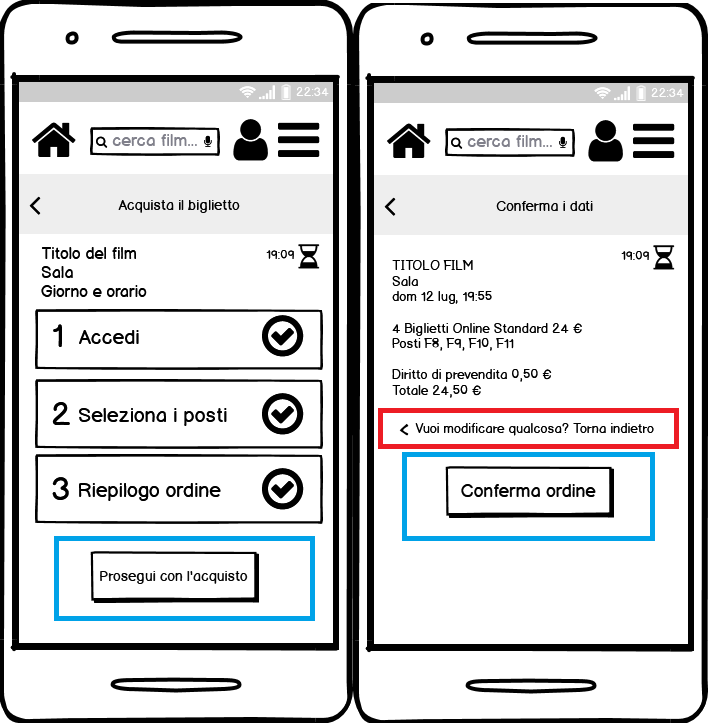 22:34
cerca film...
Acquista il biglietto
Titolo del film
19:09
Sala
Giorno e orario
1 Accedi
2 Seleziona i posti
3 Riepilogo ordine
Prosegui con l'acquisto
22:34
cerca film...
Conferma i dati
19:09
TITOLO FILM
Sala
dom 12 lug, 19:55
4 Biglietti Online Standard 24 €
Posti F8, F9, F10, F11
Diritto di prevendita 0,50 €
Totale 24,50 €
Vuoi modificare qualcosa? Torna indietro
Conferma ordine